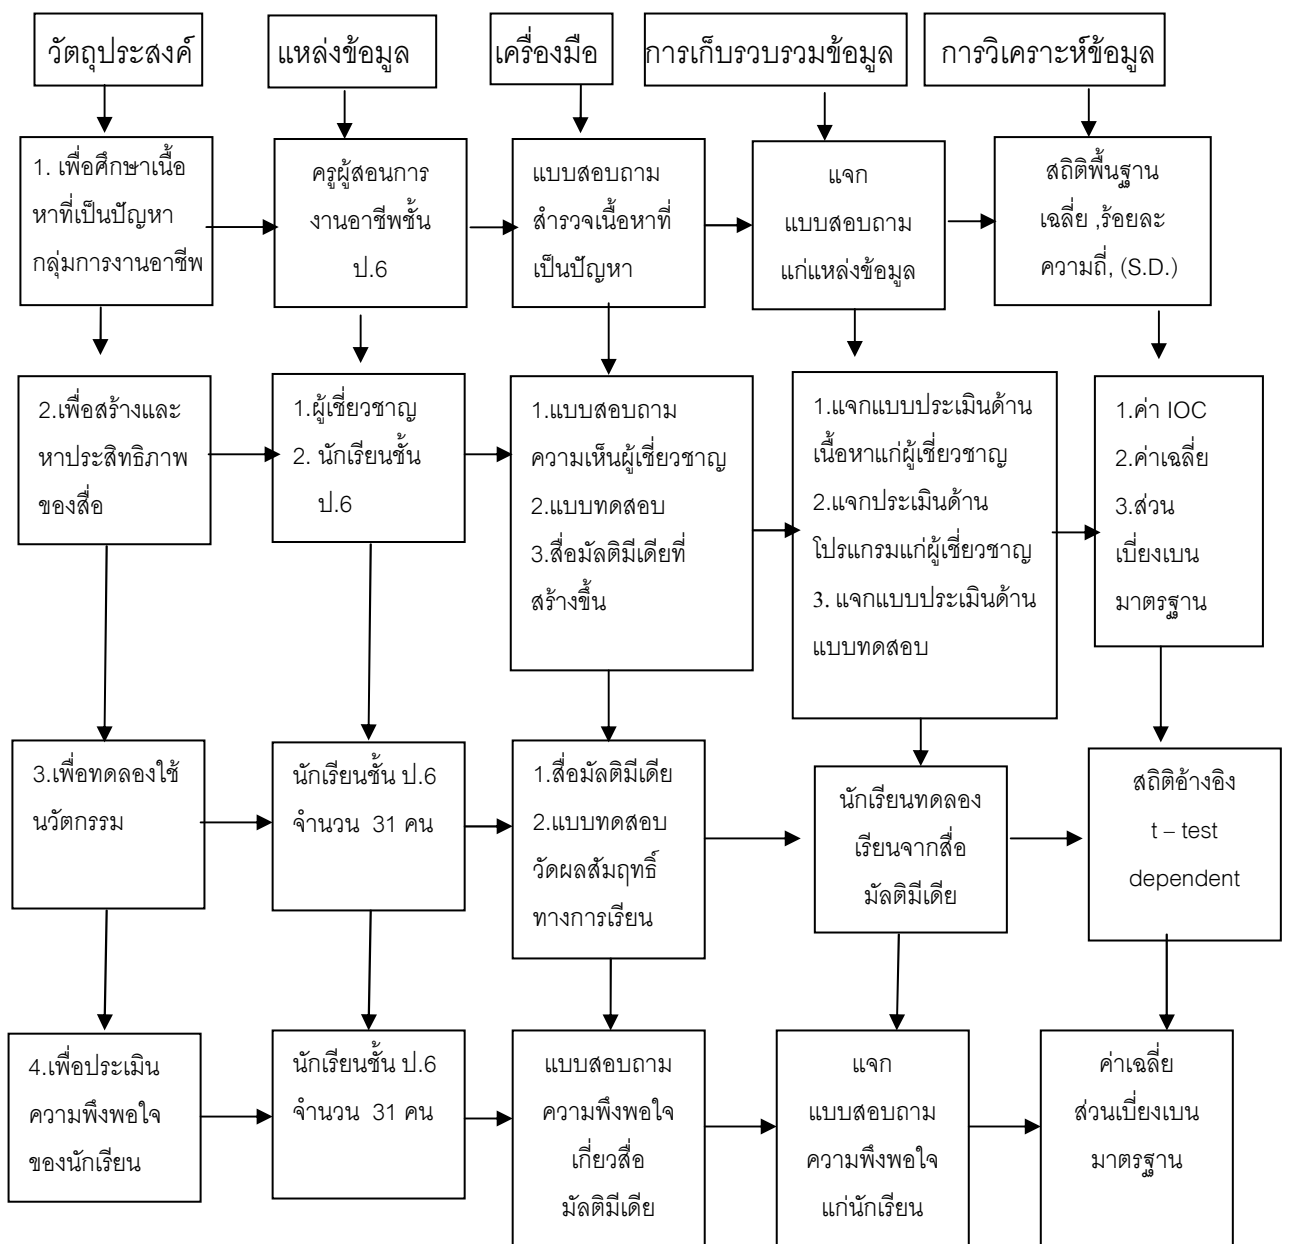 วัตถุประสงค์
แหล่งข้อมูล
เครื่องมือ
การเก็บรวบรวมข้อมูล
การวิเคราะห์ข้อมูล
1. เพื่อศึกษาเนื้อ
หาที่เป็นปัญหา
กลุ่มการงานอาชีพ
ครูผู้สอนการ
งานอาชีพชั้น
ป.6
แบบสอบถาม
สำรวจเนื้อหาที่
เป็นปัญหา
แจก
แบบสอบถาม
แก่แหล่งข้อมูล
สถิติพื้นฐาน
เฉลี่ย ,ร้อยละ
ความถี่, (S.D.)
2.เพื่อสร้างและ
หาประสิทธิภาพ
ของสื่อ
1.ผู้เชี่ยวชาญ
2. นักเรียนชั้น
ป.6
1.แบบสอบถาม
ความเห็นผู้เชี่ยวชาญ
2.แบบทดสอบ
3.สื่อมัลติมีเดียที่
สร้างขึ้น
1.แจกแบบประเมินด้าน
เนื้อหาแก่ผู้เชี่ยวชาญ
2.แจกประเมินด้าน
โปรแกรมแก่ผู้เชี่ยวชาญ
3. แจกแบบประเมินด้าน
แบบทดสอบ
1.ค่า IOC
2.ค่าเฉลี่ย
3.ส่วน
เบี่ยงเบน
มาตรฐาน
3.เพื่อทดลองใช้
นวัตกรรม
นักเรียนชั้น ป.6
จำนวน 31 คน
1.สื่อมัลติมีเดีย
2.แบบทดสอบ
วัดผลสัมฤทธิ์
ทางการเรียน
นักเรียนทดลอง
เรียนจากสื่อ
มัลติมีเดีย
สถิติอ้างอิง
t – test
dependent
4.เพื่อประเมิน
ความพึงพอใจ
ของนักเรียน
นักเรียนชั้น ป.6
จำนวน 31 คน
แบบสอบถาม
ความพึงพอใจ
เกี่ยวสื่อ
มัลติมีเดีย
แจก
แบบสอบถาม
ความพึงพอใจ
แก่นักเรียน
ค่าเฉลี่ย
ส่วนเบี่ยงเบน
มาตรฐาน